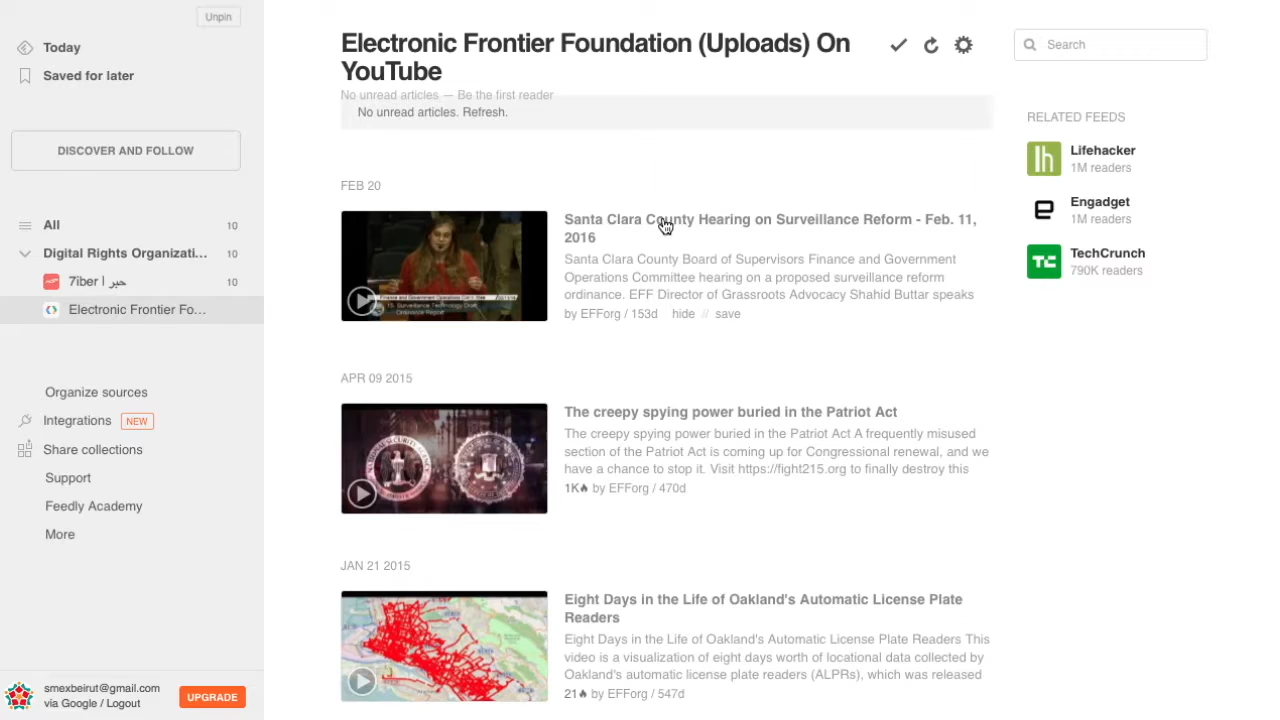 Unpin
Today
Saved for later
DISCOVER AND FOLLOW
All 10
Digital Rights Organizati... 10
7iber | حبر 10
Electronic Frontier Fo...
Organize sources
Integrations NEW
Share collections
Support
Feedly Academy
More
smexbeirut@gmail.com
via Google / Logout
UPGRADE
Electronic Frontier Foundation (Uploads) On
YouTube
No unread articles — Be the first reader
No unread articles. Refresh.
FEB 20
Santa Clara County Hearing on Surveillance Reform - Feb. 11,
2016
Santa Clara County Board of Supervisors Finance and Government
Operations Committee hearing on a proposed surveillance reform
ordinance. EFF Director of Grassroots Advocacy Shahid Buttar speaks
by EFForg / 153d hide // save
APR 09 2015
The creepy spying power buried in the Patriot Act
The creepy spying power buried in the Patriot Act A frequently misused
section of the Patriot Act is coming up for Congressional renewal, and we
have a chance to stop it. Visit https://fight215.org to finally destroy this
1K by EFForg / 470d
JAN 21 2015
Eight Days in the Life of Oakland's Automatic License Plate
Readers
Eight Days in the Life of Oakland's Automatic License Plate Readers This
video is a visualization of eight days worth of locational data collected by
Oakland's automatic license plate readers (ALPRs), which was released
21 by EFForg / 547d
Search
RELATED FEEDS
Lifehacker
1M readers
Engadget
1M readers
TechCrunch
790K readers